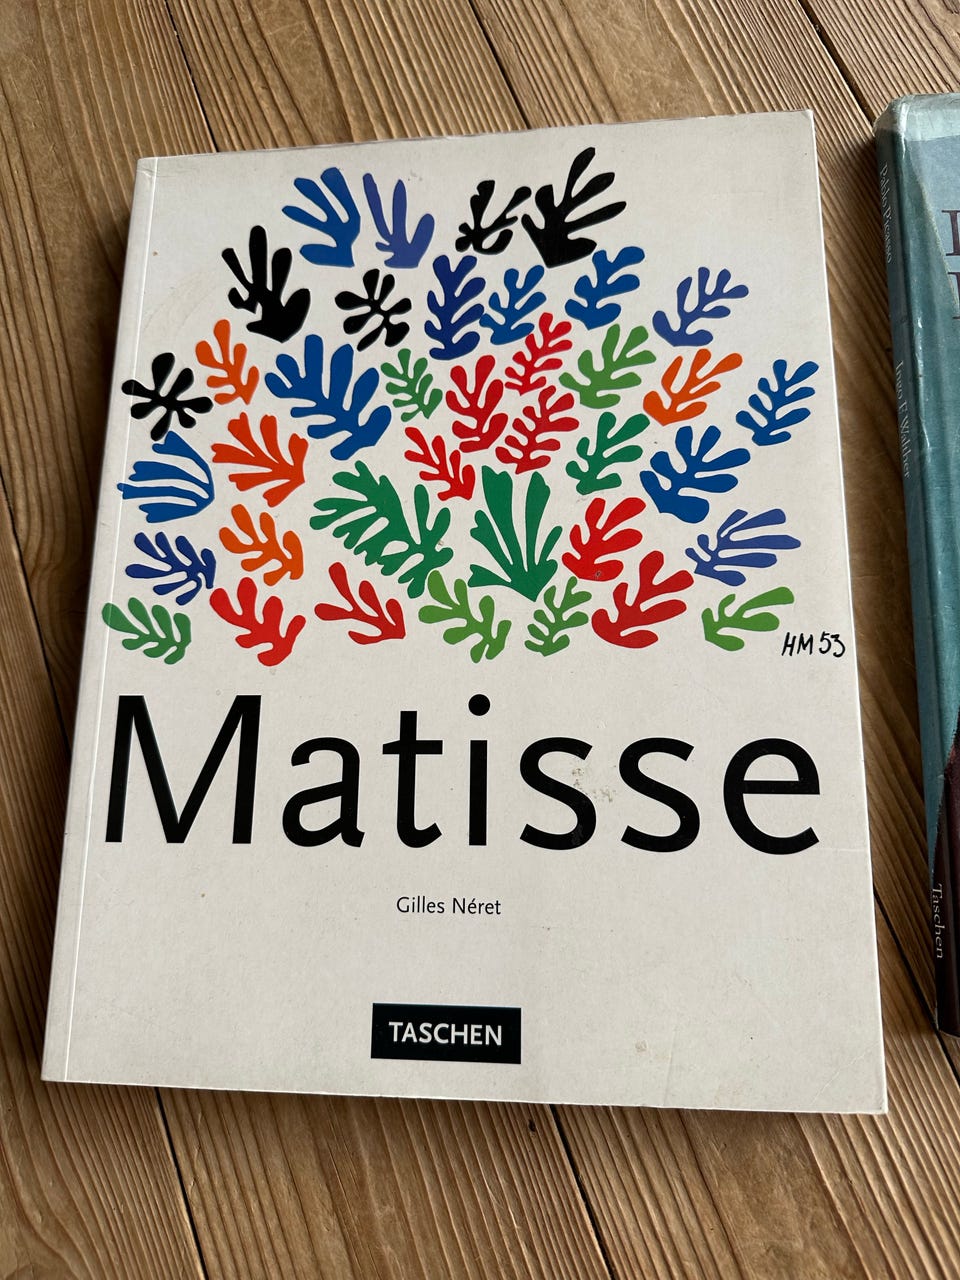 HM 53
Matisse
Gilles Néret
TASCHEN
Pablo Picasso
Ingo F. Walther
Taschen